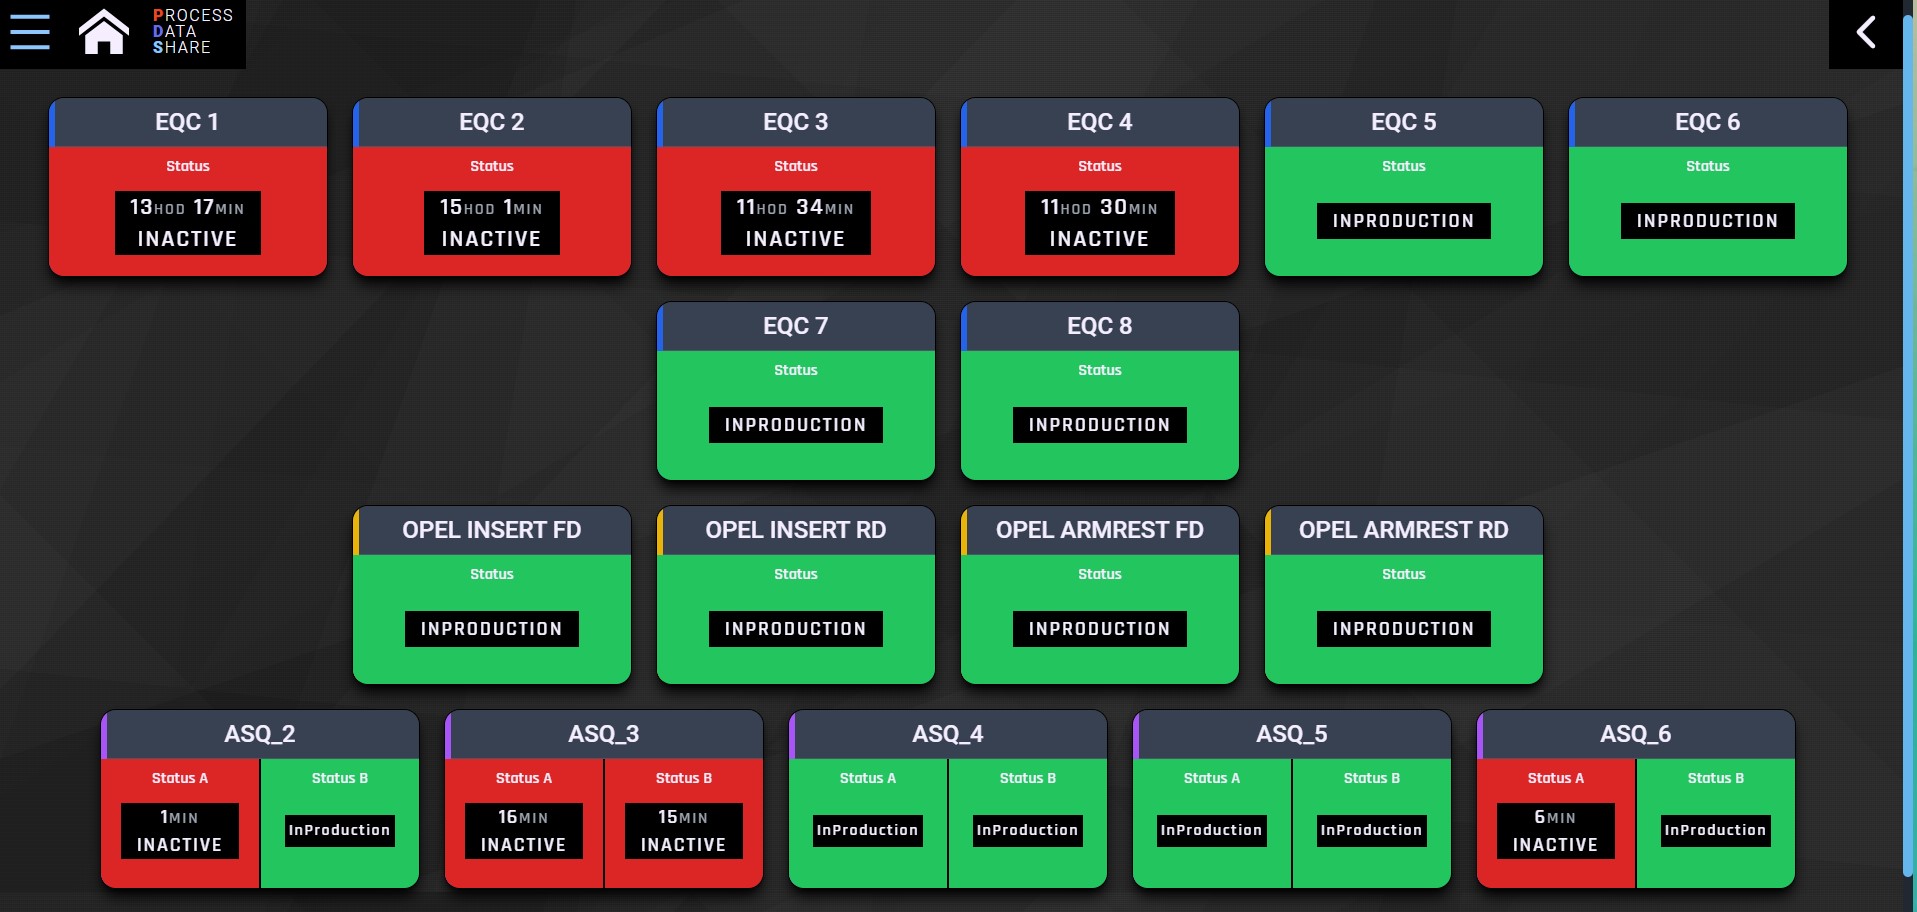 PROCESS
DATA
SHARE
EQC 1
Status
13HOD 17MIN
INACTIVE
EQC 2
Status
15HOD 1MIN
INACTIVE
EQC 3
Status
11HOD 34MIN
INACTIVE
EQC 4
Status
11HOD 30MIN
INACTIVE
EQC 5
Status
INPRODUCTION
EQC 6
Status
INPRODUCTION
EQC 7
Status
INPRODUCTION
EQC 8
Status
INPRODUCTION
OPEL INSERT FD
Status
INPRODUCTION
OPEL INSERT RD
Status
INPRODUCTION
OPEL ARMREST FD
Status
INPRODUCTION
OPEL ARMREST RD
Status
INPRODUCTION
ASQ_2
Status A
1MIN
INACTIVE
Status B
InProduction
ASQ_3
Status A
16MIN
INACTIVE
Status B
15MIN
INACTIVE
ASQ_4
Status A
InProduction
Status B
InProduction
ASQ_5
Status A
InProduction
Status B
InProduction
ASQ_6
Status A
6MIN
INACTIVE
Status B
InProduction